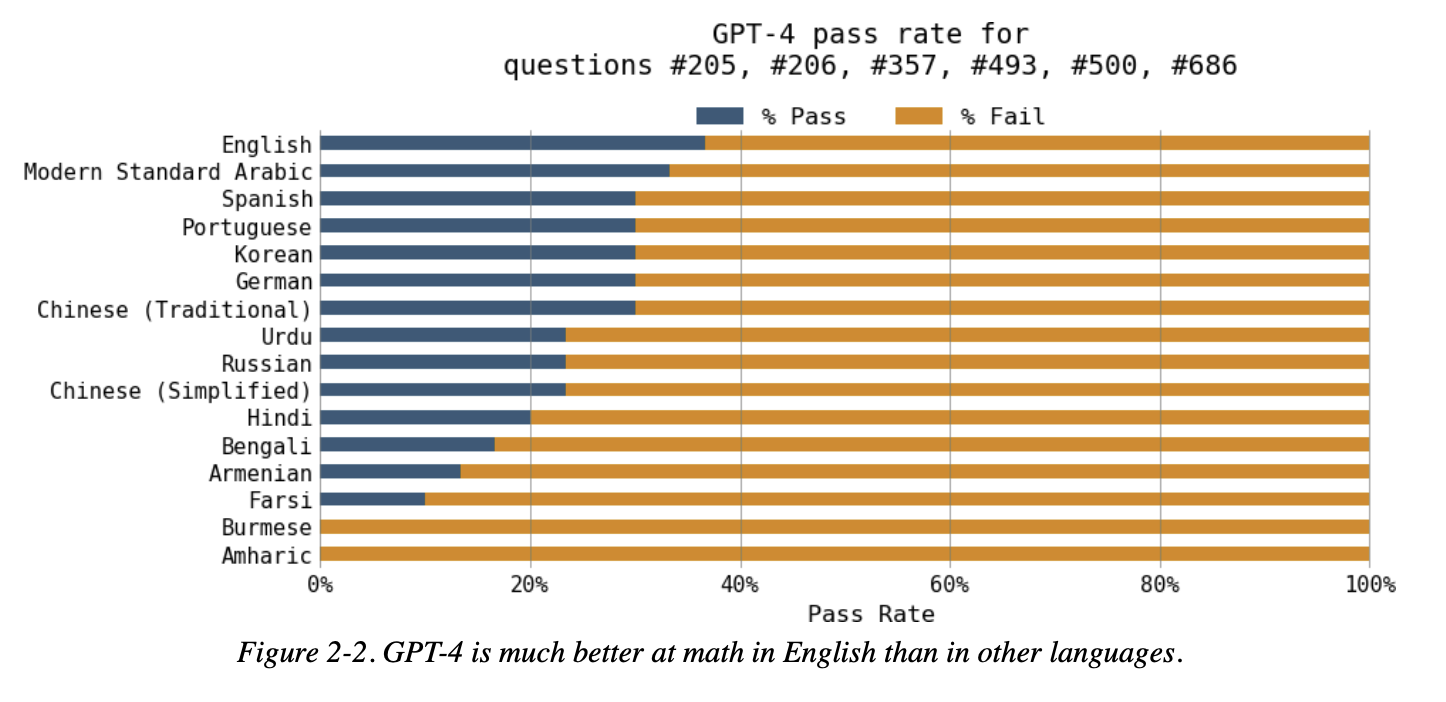 GPT-4 pass rate for
questions #205, #206, #357, #493, #500, #686
% Pass % Fail
English
Modern Standard Arabic
Spanish
Portuguese
Korean
German
Chinese (Traditional)
Urdu
Russian
Chinese (Simplified)
Hindi
Bengali
Armenian
Farsi
Burmese
Amharic
0% 20% 40% 60% 80% 100%
Pass Rate
Figure 2-2. GPT-4 is much better at math in English than in other languages.